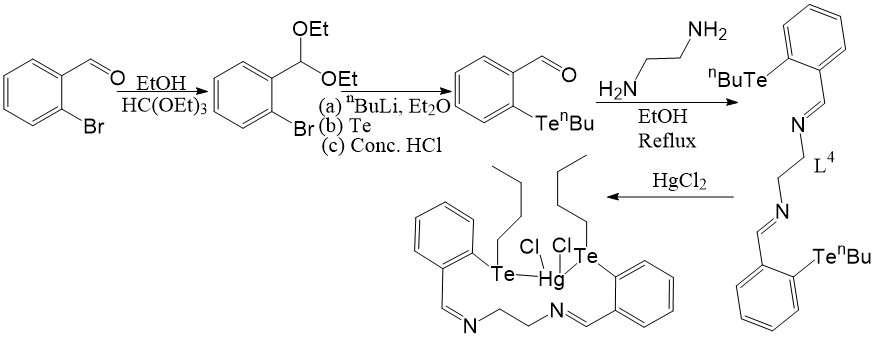 O
Br
EtOH
HC(OEt)3
OEt
OEt
Br
(a) nBuLi, Et2O
(b) Te
(c) Conc. HCl
O
TenBu
NH2
H2N
EtOH
Reflux
nBuTe
N
L4
N
TenBu
HgCl2
Cl
Cl
Te
Hg
Te
N
N